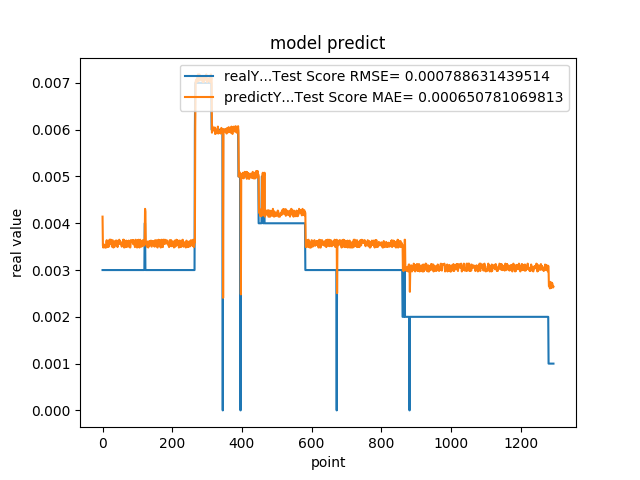 model predict
realY...Test Score RMSE= 0.000788631439514
predictY...Test Score MAE= 0.000650781069813
real value
0.007
0.006
0.005
0.004
0.003
0.002
0.001
0.000
0 200 400 600 800 1000 1200
point